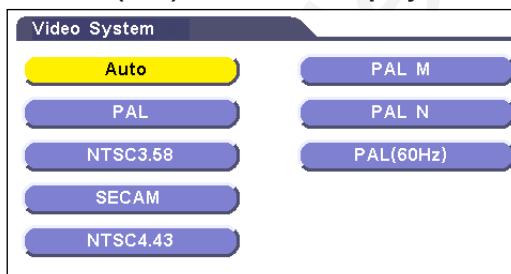 Video System
Auto
PAL
NTSC3.58
SECAM
NTSC4.43
PAL M
PAL N
PAL(60Hz)